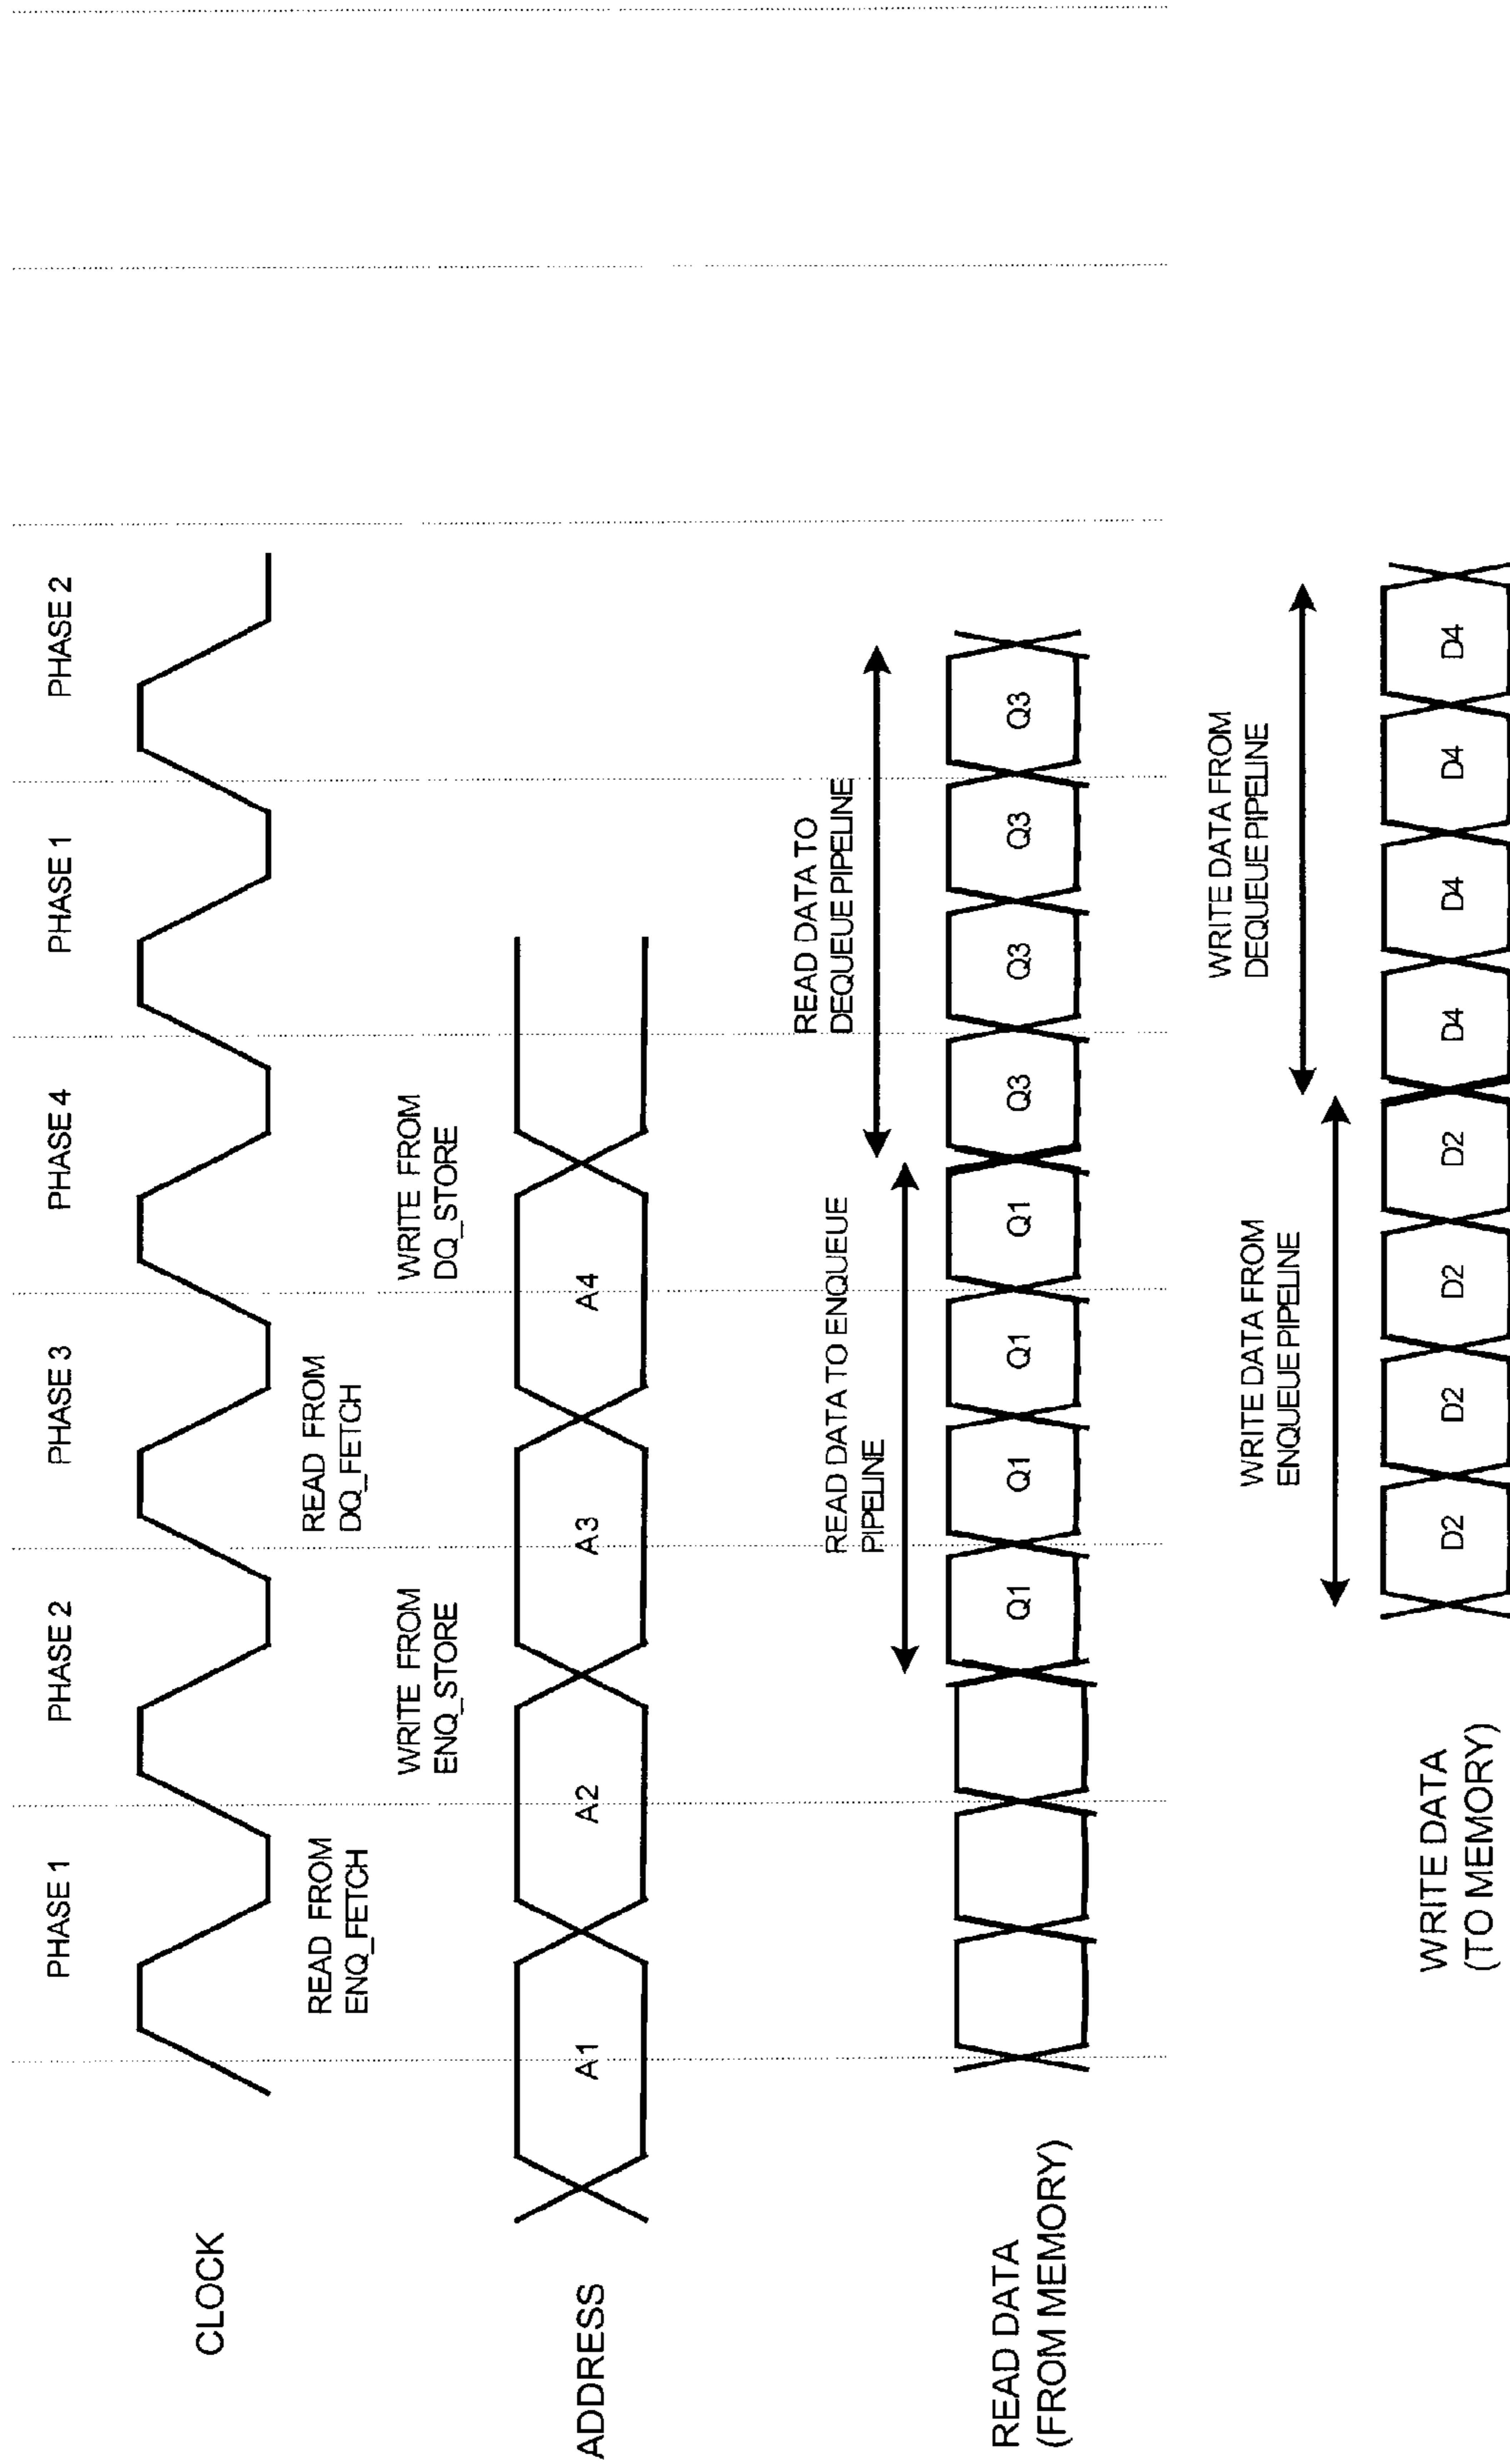 CLOCK
PHASE 1
PHASE 2
PHASE 3
PHASE 4
PHASE 1
PHASE 2
READ FROM
ENQ_FETCH
READ FROM
DQ_FETCH
WRITE FROM
ENQ_STORE
WRITE FROM
DQ_STORE
ADDRESS
A1
A2
A3
A4
READ DATA TO
DEQUEUE PIPELINE
READ DATA TO ENQUEUE
PIPELINE
READ DATA
(FROM MEMORY)
Q1
Q1
Q1
Q1
Q3
Q3
Q3
Q3
WRITE DATA FROM
DEQUEUE PIPELINE
WRITE DATA FROM
ENQUEUE PIPELINE
WRITE DATA
(TO MEMORY)
D2
D2
D2
D2
D4
D4
D4
D4